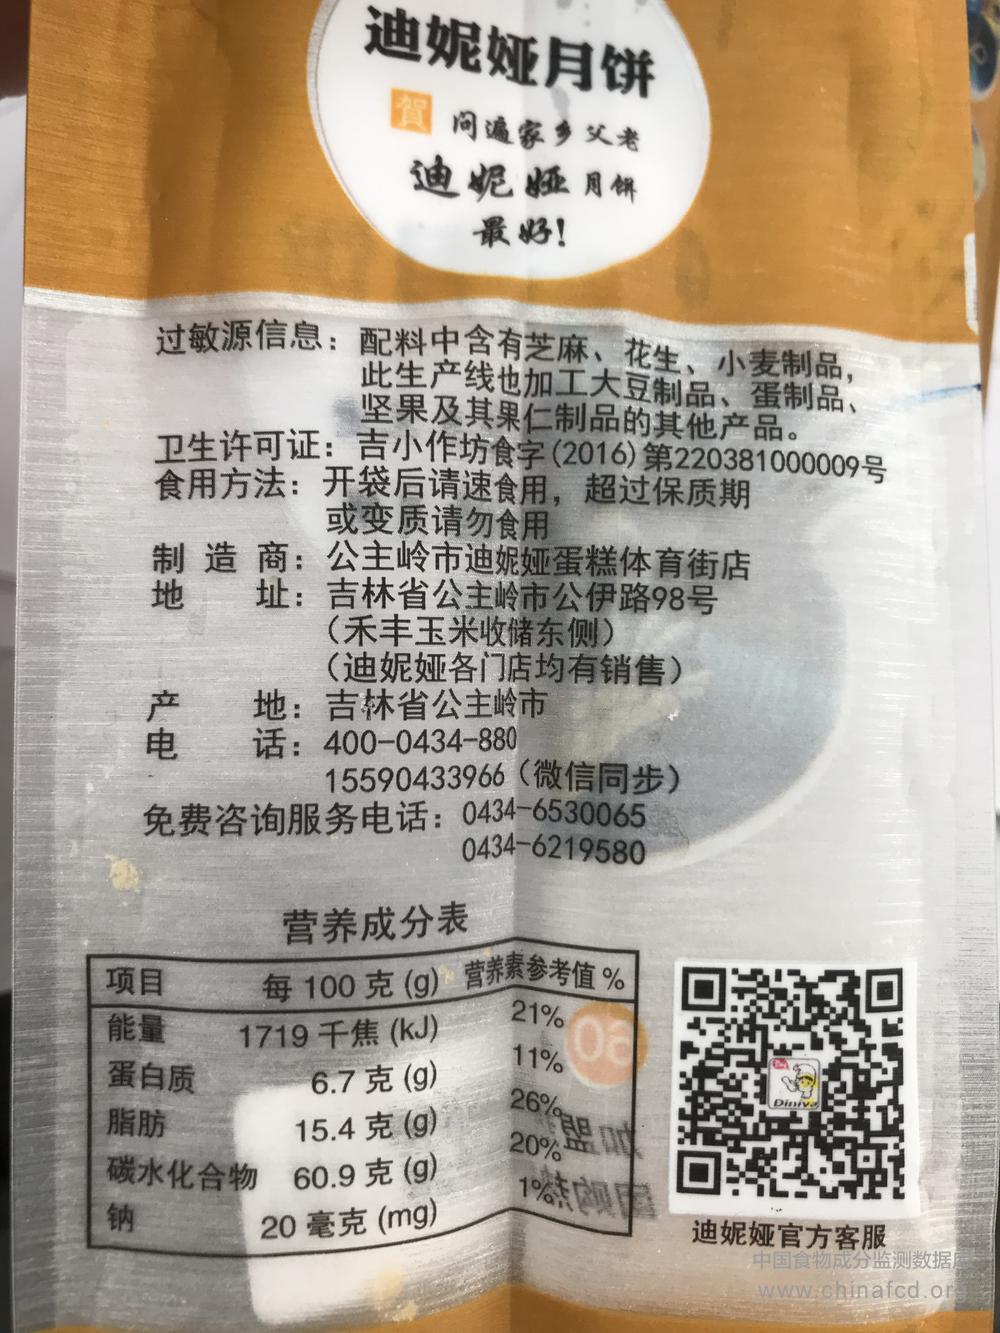 迪妮娅月饼
賀 问遍家乡父老
迪妮娅月饼
最好!
过敏源信息：配料中含有芝麻、花生、小麦制品，
此生产线也加工大豆制品、蛋制品、
坚果及其果仁制品的其他产品。
卫生许可证：吉小作坊食字(2016)第220381000009号
食用方法：开袋后请速食用，超过保质期
或变质请勿食用
制造商：公主岭市迪妮娅蛋糕体育街店
地址：吉林省公主岭市公伊路98号
（禾丰玉米收储东侧）
（迪妮娅各门店均有销售）
产地：吉林省公主岭市
电话：400-0434-880
15590433966（微信同步）
免费咨询服务电话：0434-6530065
0434-6219580
营养成分表
项目 每 100 克 (g) 营养素参考值 %
能量 1719 千焦 (kJ) 21%
蛋白质 6.7 克 (g) 11%
脂肪 15.4 克 (g) 26%
碳水化合物 60.9 克 (g) 20%
钠 20 毫克 (mg) 1%
Diniya
迪妮娅官方客服
中国食物成分监测数据库
www.chinafcd.org